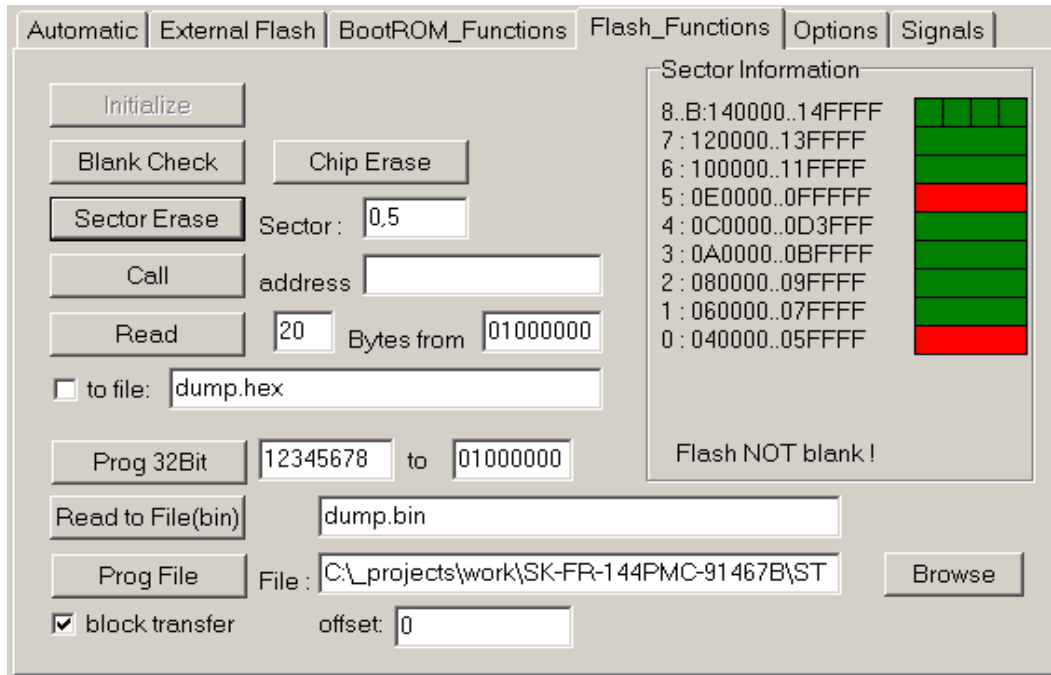 Automatic External Flash BootROM_Functions Flash_Functions Options Signals
Initialize
Blank Check Chip Erase
Sector Erase Sector : 0,5
Call address
Read 20 Bytes from 01000000
to file: dump.hex
Prog 32Bit 12345678 to 01000000
Read to File(bin) dump.bin
Prog File File : C:\_projects\work\SK-FR-144PMC-91467B\ST Browse
block transfer offset: 0
Sector Information
8..B:140000..14FFFF
7 : 120000..13FFFF
6 : 100000..11FFFF
5 : 0E0000..0FFFFF
4 : 0C0000..0D3FFF
3 : 0A0000..0BFFFF
2 : 080000..09FFFF
1 : 060000..07FFFF
0 : 040000..05FFFF
Flash NOT blank !